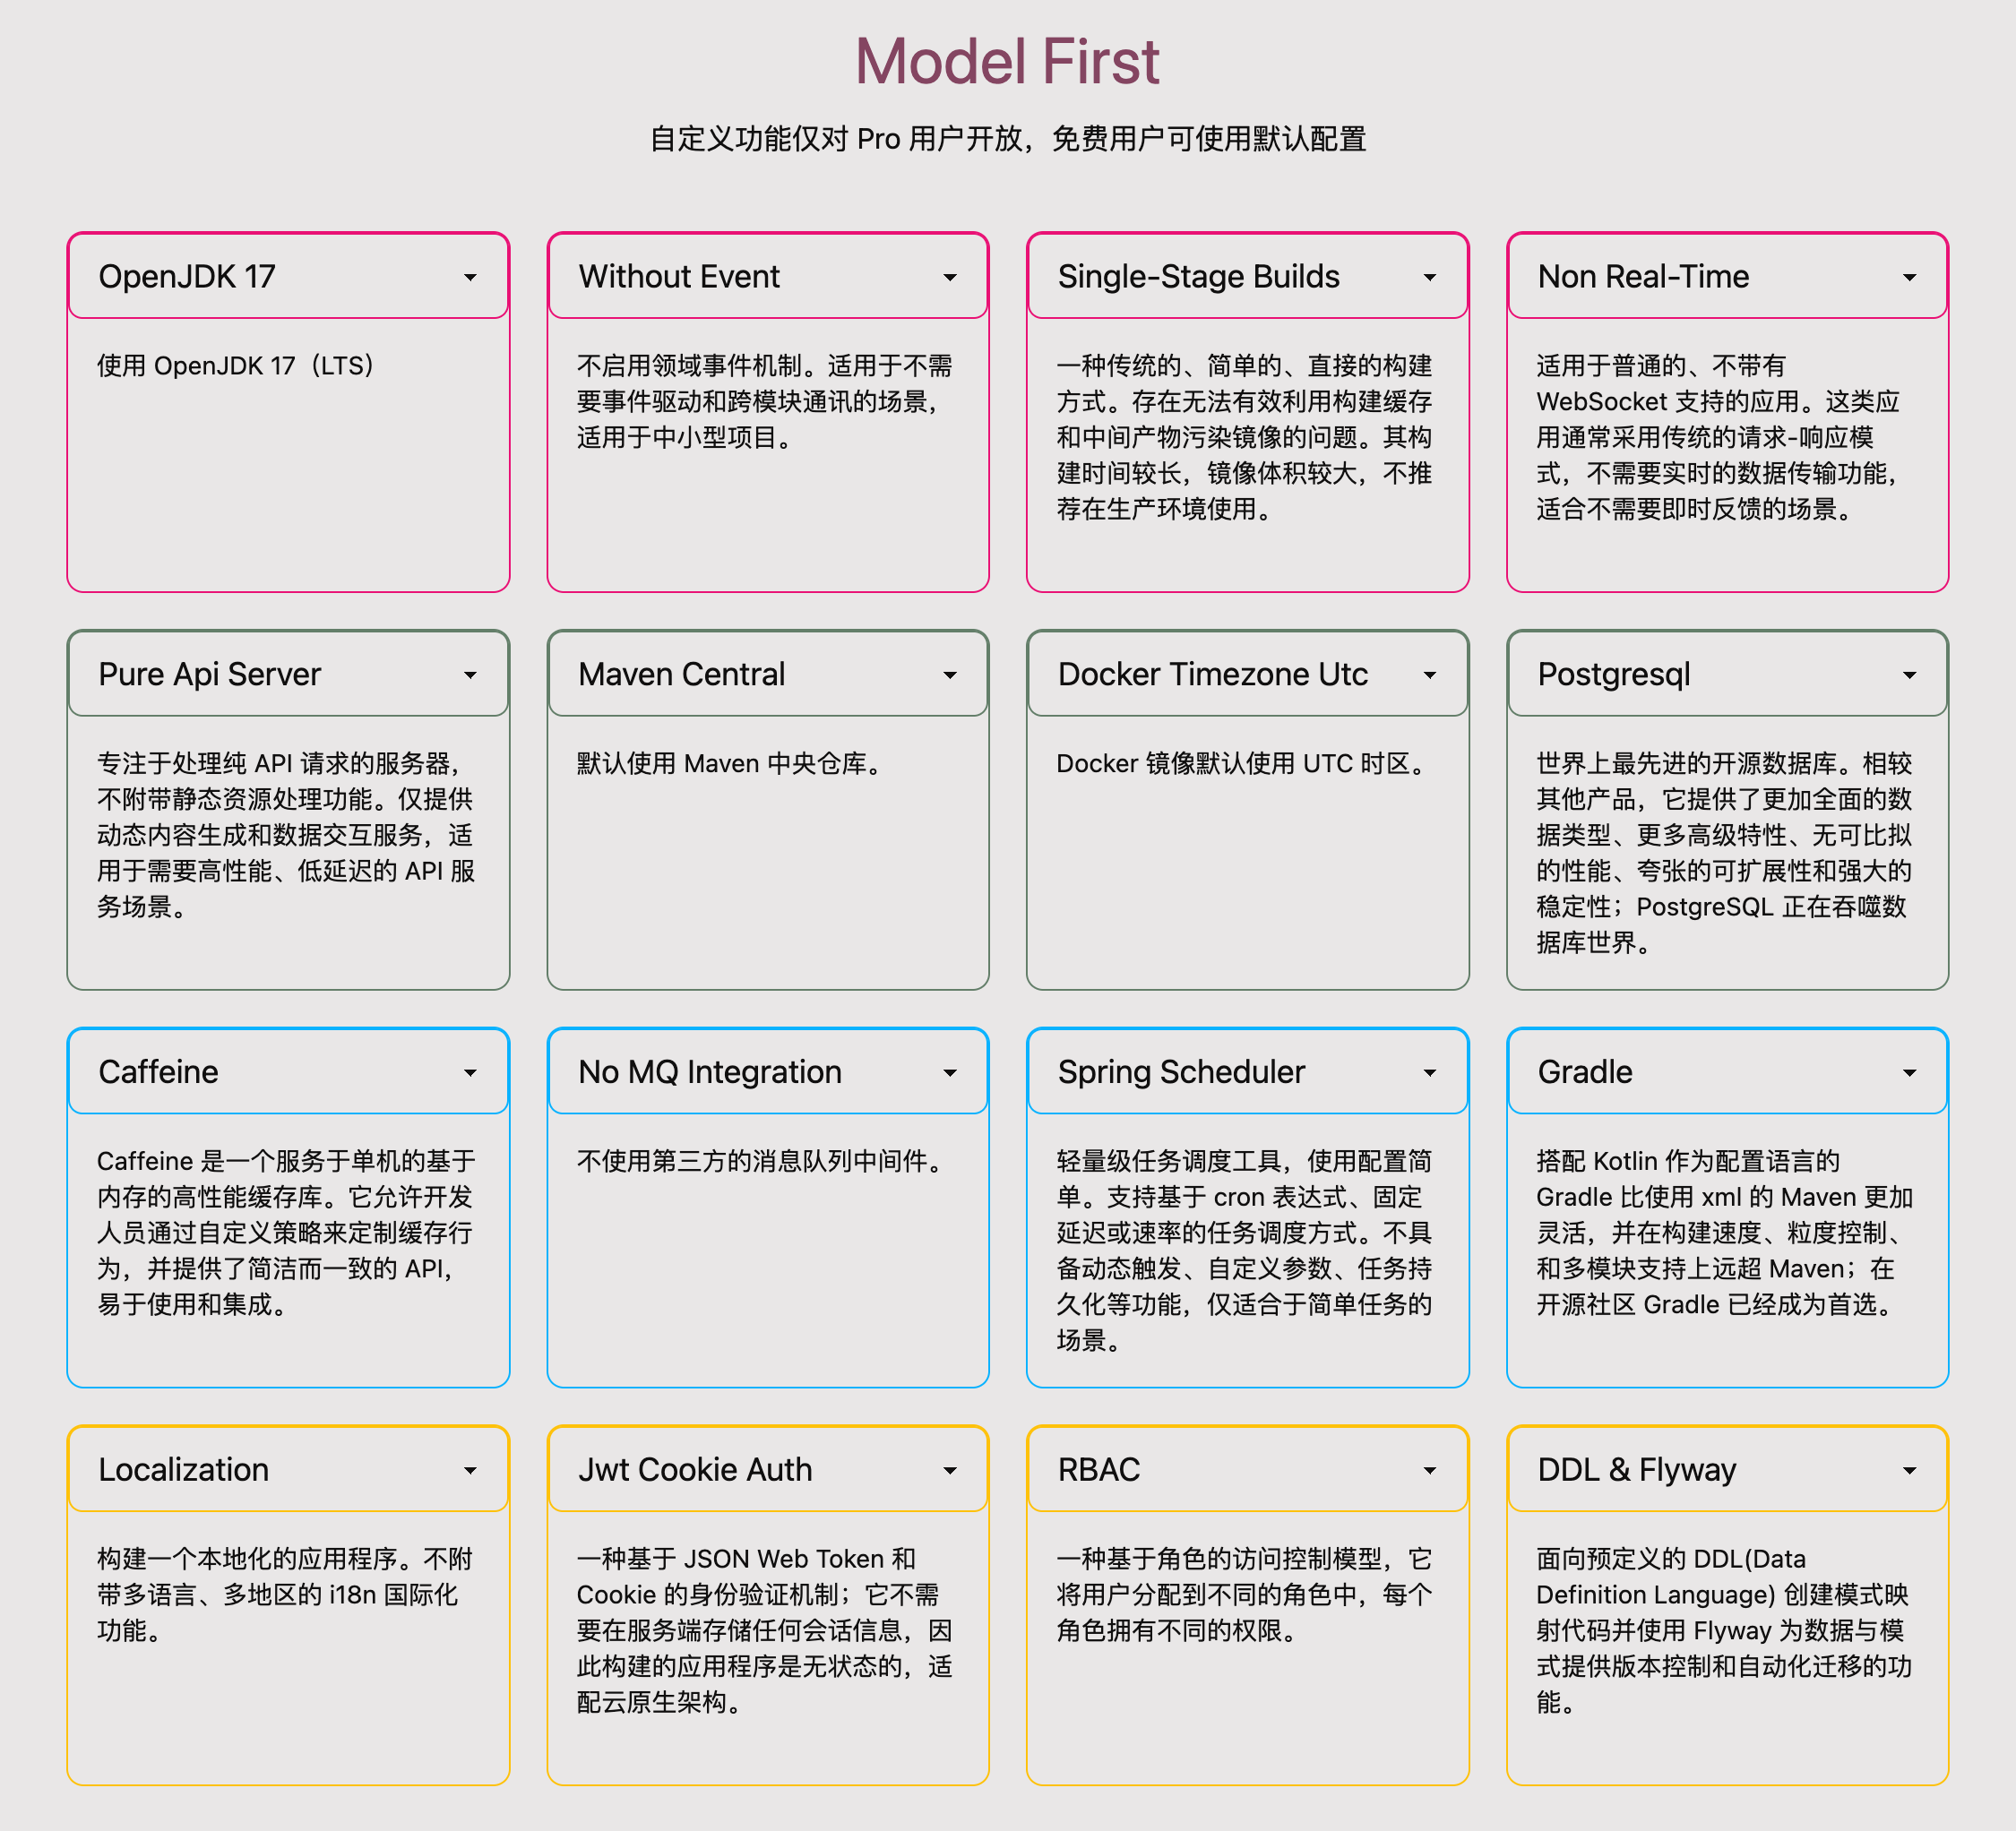 Model First
自定义功能仅对 Pro 用户开放，免费用户可使用默认配置
OpenJDK 17
使用 OpenJDK 17（LTS）
Without Event
不启用领域事件机制。适用于不需
要事件驱动和跨模块通讯的场景，
适用于中小型项目。
Single-Stage Builds
一种传统的、简单的、直接的构建
方式。存在无法有效利用构建缓存
和中间产物污染镜像的问题。其构
建时间较长，镜像体积较大，不推
荐在生产环境使用。
Non Real-Time
适用于普通的、不带有
WebSocket 支持的应用。这类应
用通常采用传统的请求-响应模
式，不需要实时的数据传输功能，
适合不需要即时反馈的场景。
Pure Api Server
专注于处理纯 API 请求的服务器，
不附带静态资源处理功能。仅提供
动态内容生成和数据交互服务，适
用于需要高性能、低延迟的 API 服
务场景。
Maven Central
默认使用 Maven 中央仓库。
Docker Timezone Utc
Docker 镜像默认使用 UTC 时区。
Postgresql
世界上最先进的开源数据库。相较
其他产品，它提供了更加全面的数
据类型、更多高级特性、无可比拟
的性能、夸张的可扩展性和强大的
稳定性；PostgreSQL 正在吞噬数
据库世界。
Caffeine
Caffeine 是一个服务于单机的基于
内存的高性能缓存库。它允许开发
人员通过自定义策略来定制缓存行
为，并提供了简洁而一致的 API，
易于使用和集成。
No MQ Integration
不使用第三方的消息队列中间件。
Spring Scheduler
轻量级任务调度工具，使用配置简
单。支持基于 cron 表达式、固定
延迟或速率的任务调度方式。不具
备动态触发、自定义参数、任务持
久化等功能，仅适合于简单任务的
场景。
Gradle
搭配 Kotlin 作为配置语言的
Gradle 比使用 xml 的 Maven 更加
灵活，并在构建速度、粒度控制、
和多模块支持上远超 Maven；在
开源社区 Gradle 已经成为首选。
Localization
构建一个本地化的应用程序。不附
带多语言、多地区的 i18n 国际化
功能。
Jwt Cookie Auth
一种基于 JSON Web Token 和
Cookie 的身份验证机制；它不需
要在服务端存储任何会话信息，因
此构建的应用程序是无状态的，适
配云原生架构。
RBAC
一种基于角色的访问控制模型，它
将用户分配到不同的角色中，每个
角色拥有不同的权限。
DDL & Flyway
面向预定义的 DDL(Data
Definition Language) 创建模式映
射代码并使用 Flyway 为数据与模
式提供版本控制和自动化迁移的功
能。